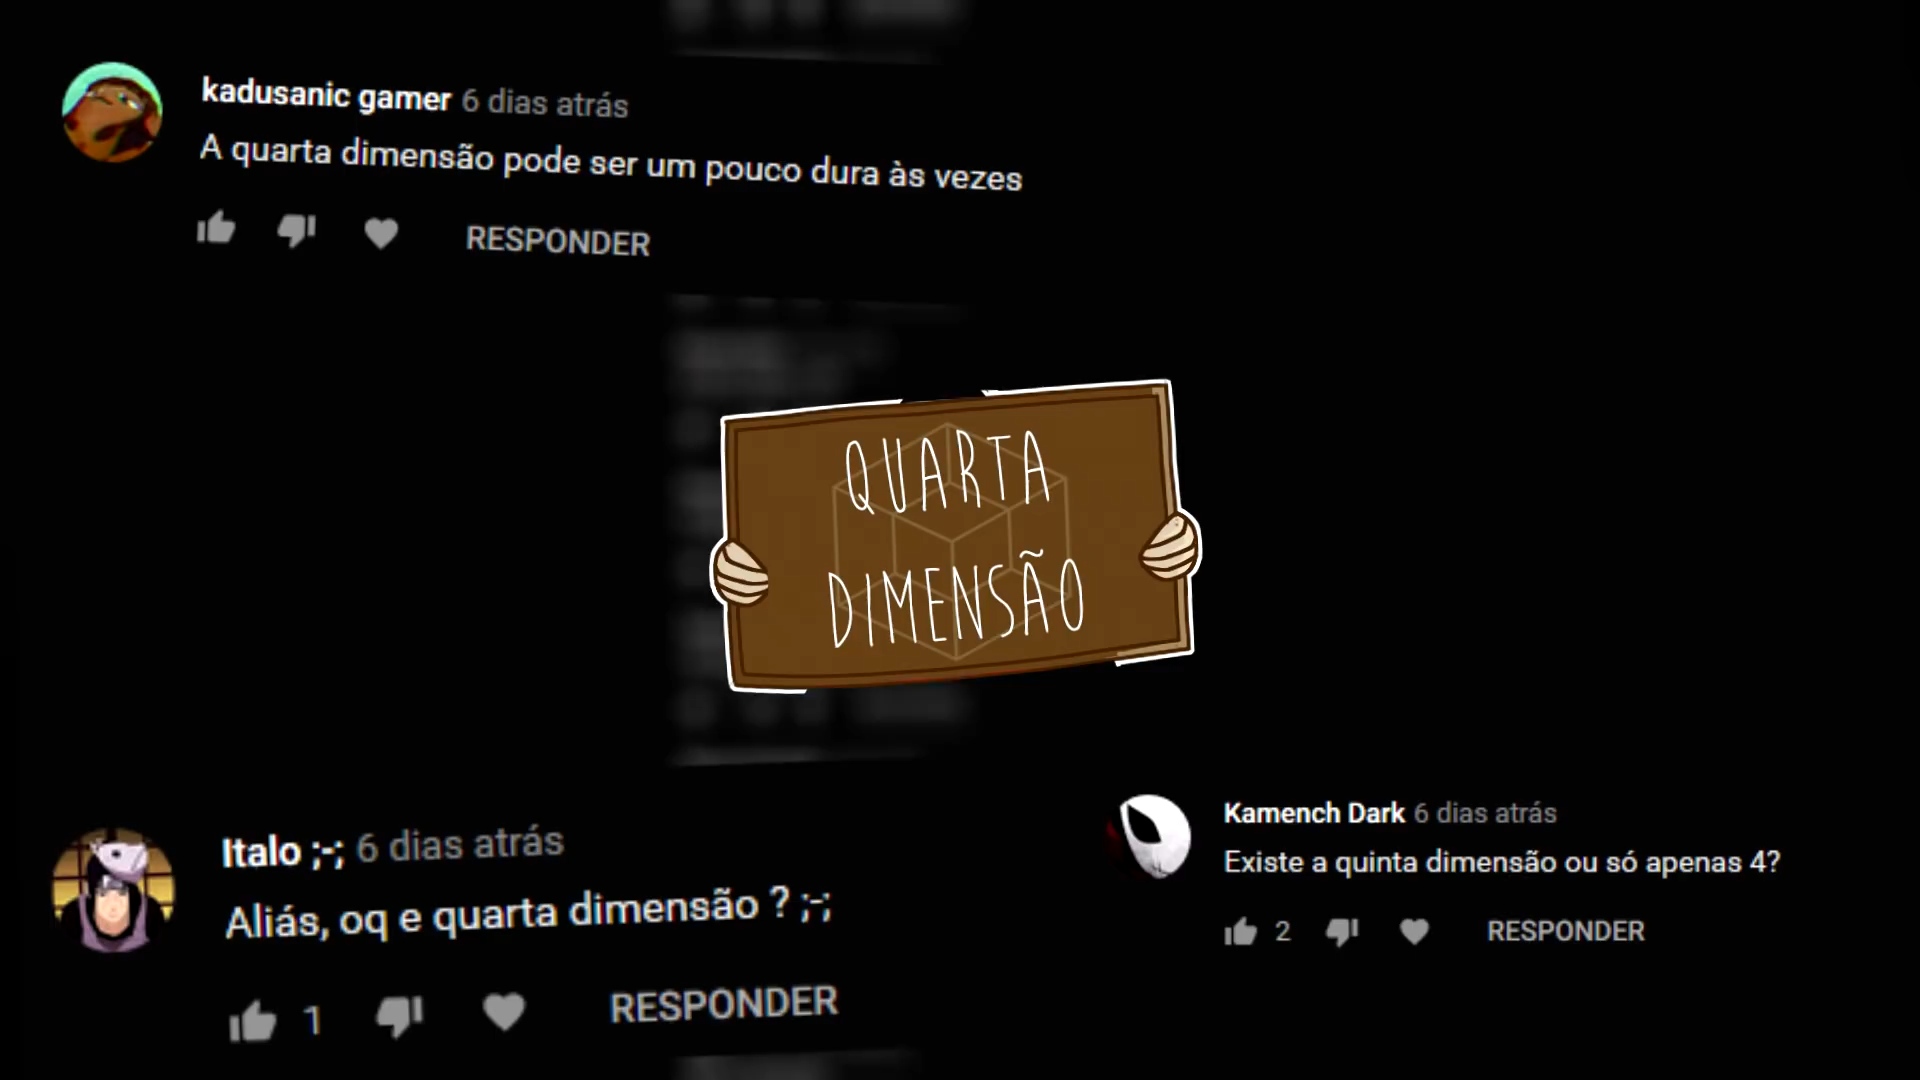 kadusanic gamer 6 dias atrás
A quarta dimensão pode ser um pouco dura às vezes
RESPONDER
QUARTA
DIMENSÃO
Italo ;-; 6 dias atrás
Aliás, oq e quarta dimensão ? ;-;
1 RESPONDER
Kamench Dark 6 dias atrás
Existe a quinta dimensão ou só apenas 4?
2 RESPONDER